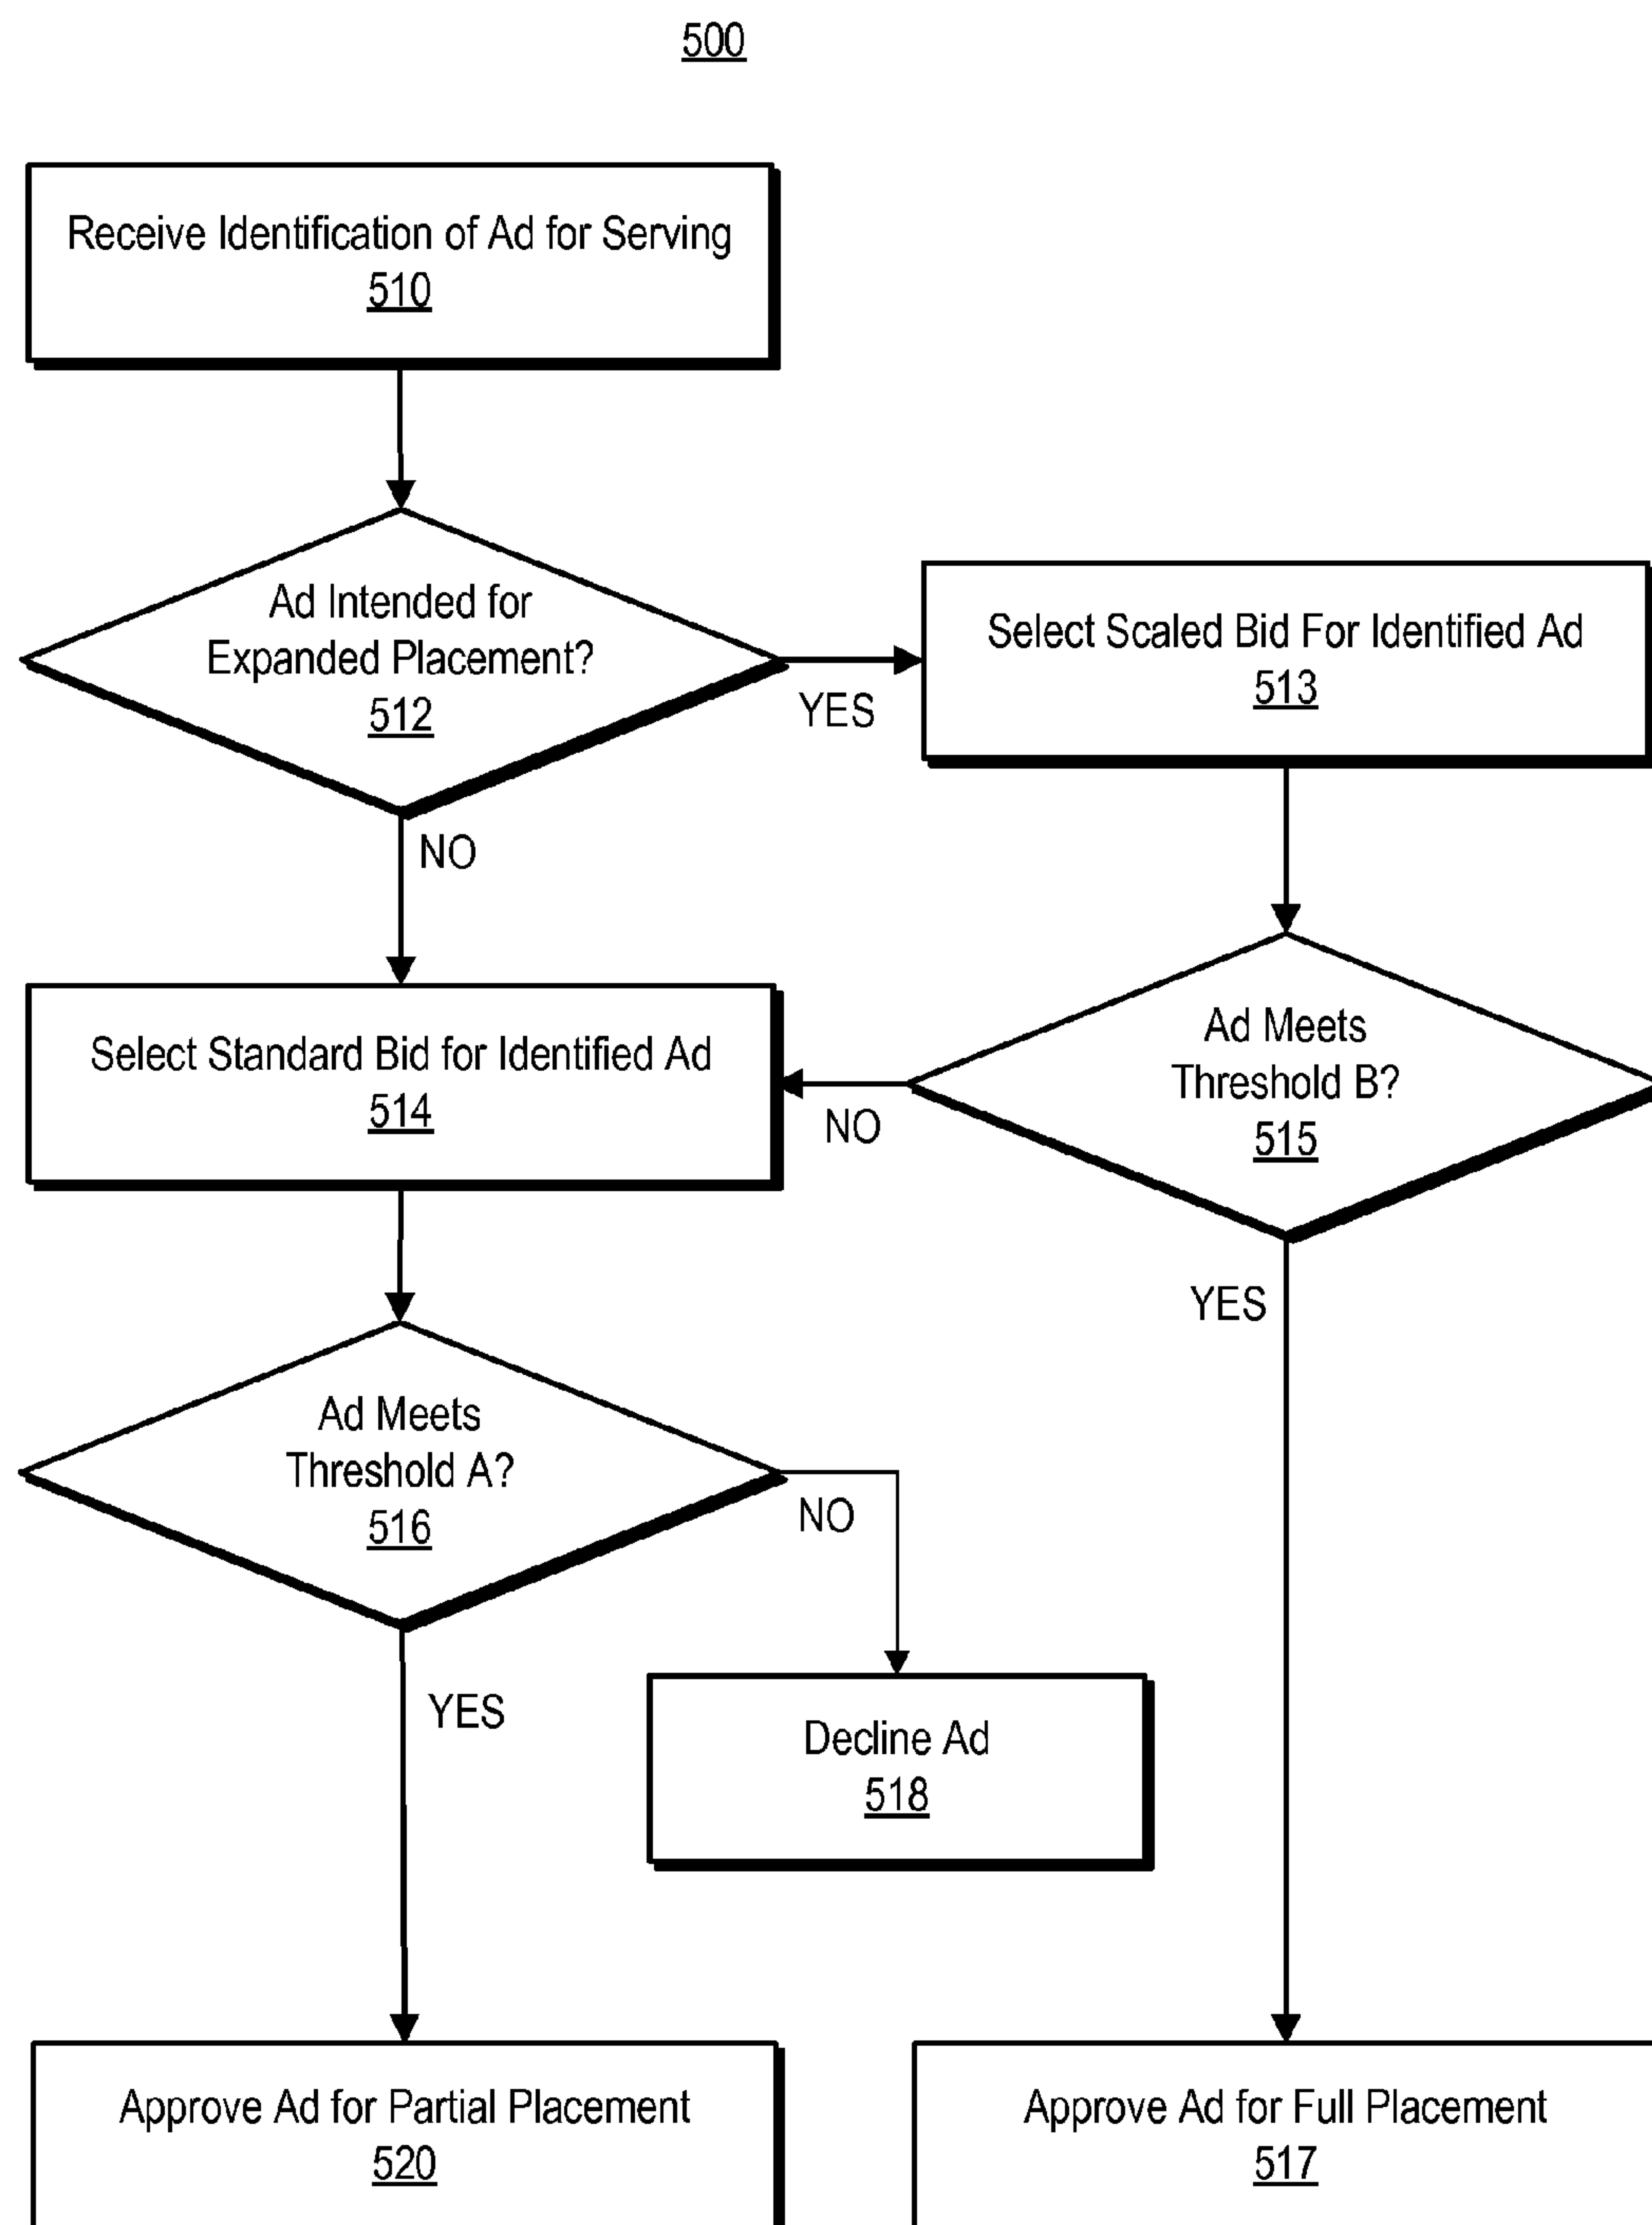 500
Receive Identification of Ad for Serving
510
Ad Intended for
Expanded Placement?
512
YES
Select Scaled Bid For Identified Ad
513
NO
Select Standard Bid for Identified Ad
514
NO
Ad Meets
Threshold B?
515
YES
Ad Meets
Threshold A?
516
NO
YES
Decline Ad
518
Approve Ad for Partial Placement
520
Approve Ad for Full Placement
517